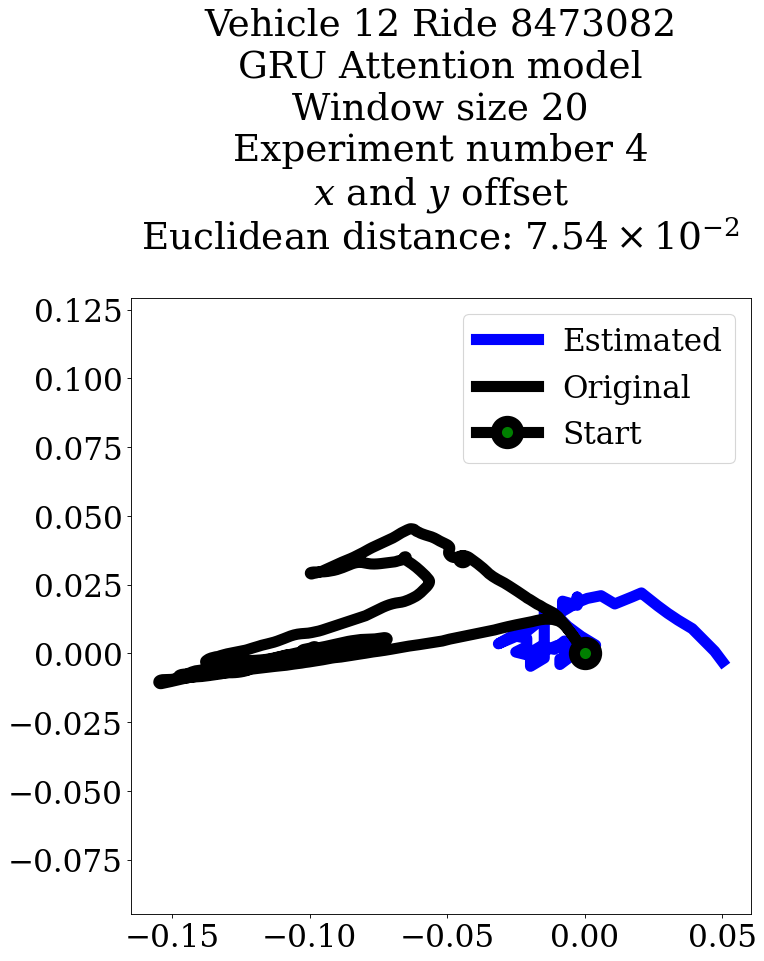 Vehicle 12 Ride 8473082
GRU Attention model
Window size 20
Experiment number 4
x and y offset
Euclidean distance: 7.54 × 10⁻²
Estimated
Original
Start
0.125
0.100
0.075
0.050
0.025
0.000
−0.025
−0.050
−0.075
−0.15 −0.10 −0.05 0.00 0.05